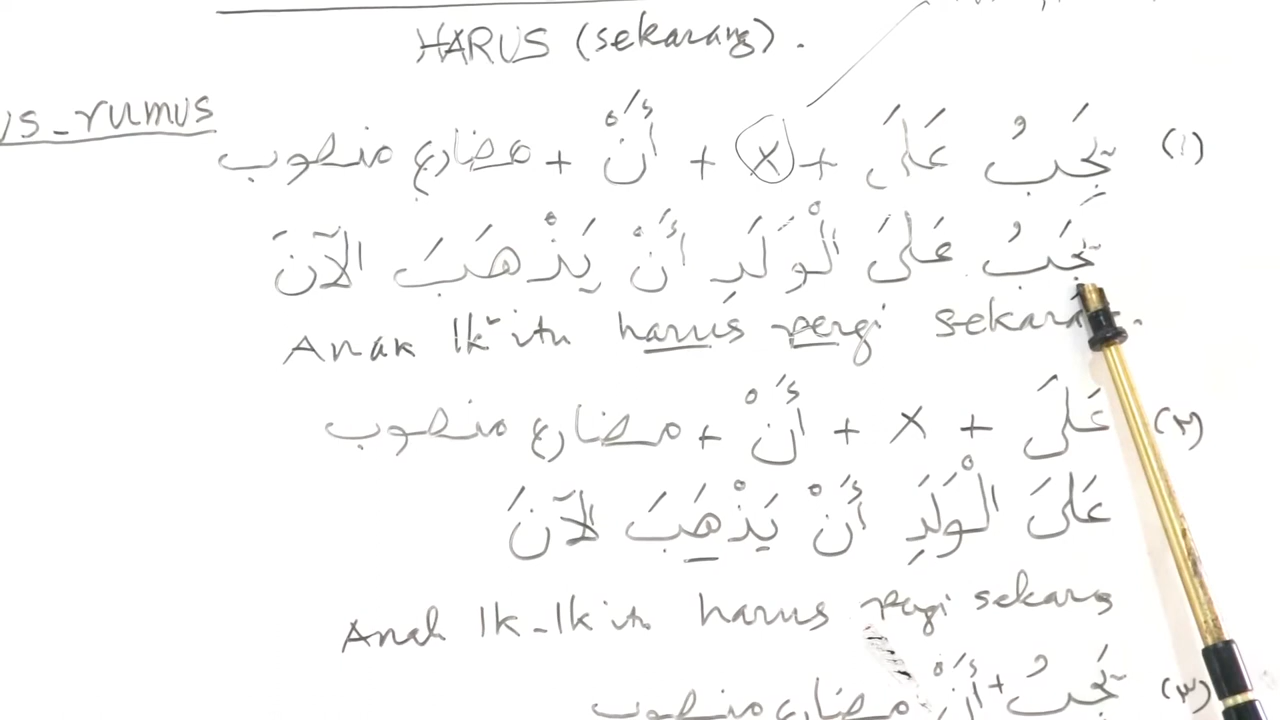 HARUS (sekarang).
rumus
(١) يَجِبُ عَلَى + X + أَنْ + مضارع منصوب
يَجِبُ عَلَى الْوَلَدِ أَنْ يَذْهَبَ الآنَ
Anak lk² itu harus pergi sekarang.
(٢) عَلَى + X + أَنْ + مضارع منصوب
عَلَى الْوَلَدِ أَنْ يَذْهَبَ الآنَ
Anak lk-lk itu harus pergi sekarang
(٣) يَجِبُ + أَنْ + مضارع منصوب